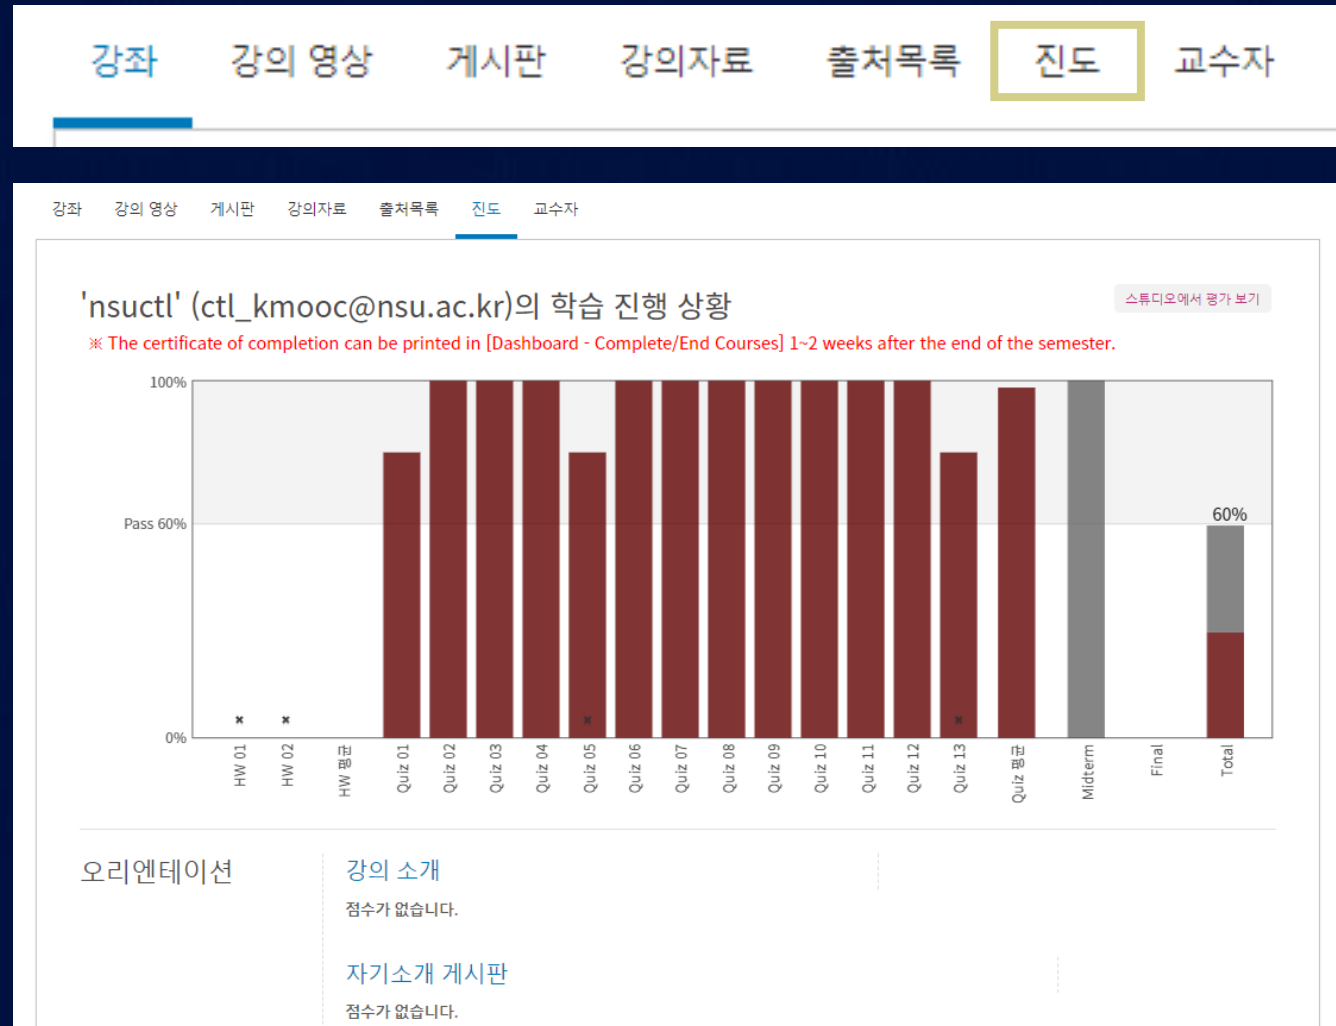 강좌 강의 영상 게시판 강의자료 출처목록 진도 교수자
강좌 강의 영상 게시판 강의자료 출처목록 진도 교수자
'nsuctl' (ctl_kmooc@nsu.ac.kr)의 학습 진행 상황
스튜디오에서 평가 보기
※ The certificate of completion can be printed in [Dashboard - Complete/End Courses] 1~2 weeks after the end of the semester.
100%
Pass 60%
60%
0%
HW 01
HW 02
HW 평균
Quiz 01
Quiz 02
Quiz 03
Quiz 04
Quiz 05
Quiz 06
Quiz 07
Quiz 08
Quiz 09
Quiz 10
Quiz 11
Quiz 12
Quiz 13
Quiz 평균
Midterm
Final
Total
오리엔테이션
강의 소개
점수가 없습니다.
자기소개 게시판
점수가 없습니다.